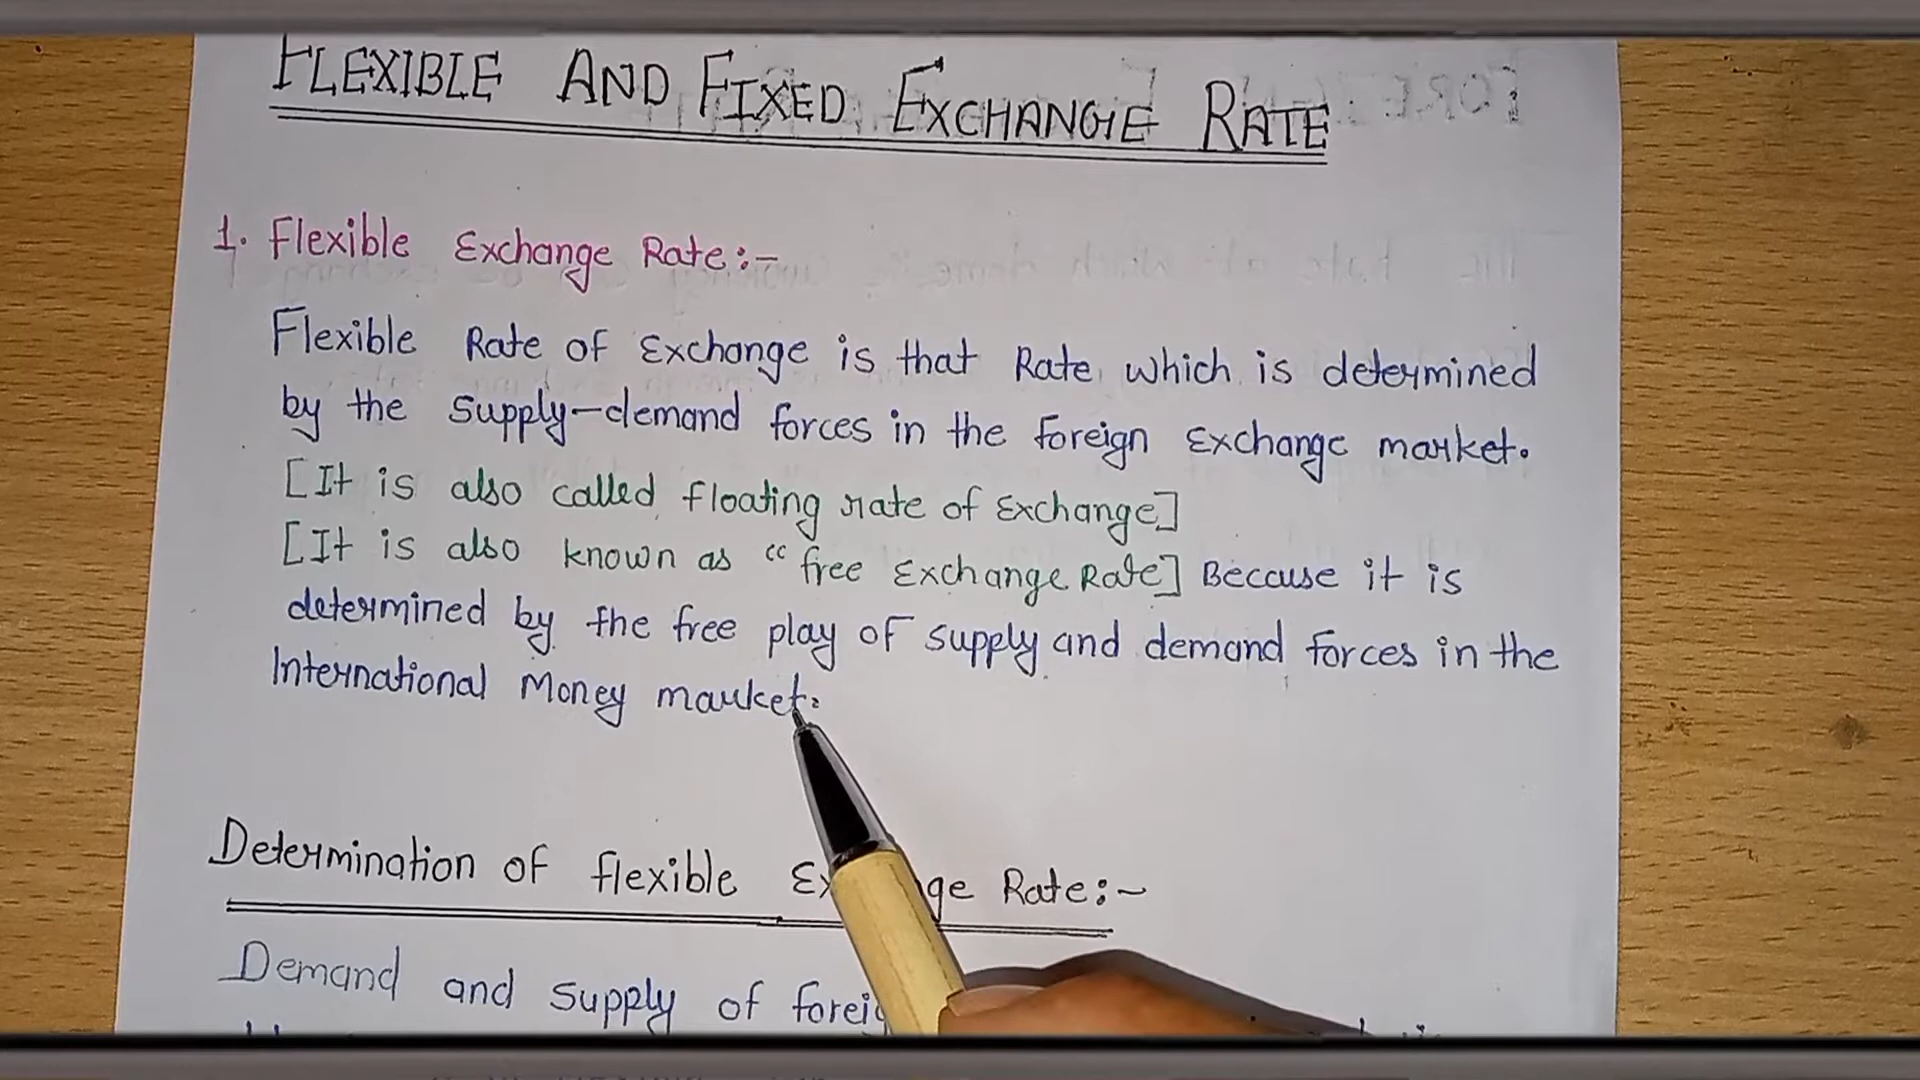 FLEXIBLE AND FIXED EXCHANGE RATE
1. Flexible Exchange Rate:-
Flexible Rate of Exchange is that Rate which is determined
by the supply-demand forces in the foreign Exchange market.
[It is also called floating rate of Exchange]
[It is also known as “free Exchange Rate] Because it is
determined by the free play of supply and demand forces in the
International Money market.
Determination of flexible Rate:-
Demand and supply of